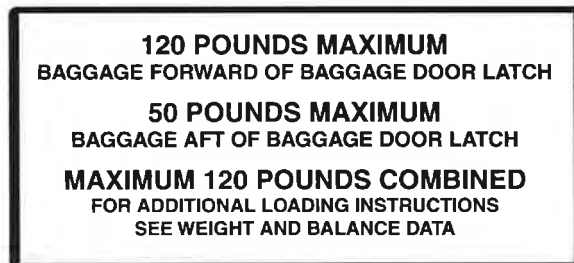 120 POUNDS MAXIMUM
BAGGAGE FORWARD OF BAGGAGE DOOR LATCH
50 POUNDS MAXIMUM
BAGGAGE AFT OF BAGGAGE DOOR LATCH
MAXIMUM 120 POUNDS COMBINED
FOR ADDITIONAL LOADING INSTRUCTIONS
SEE WEIGHT AND BALANCE DATA